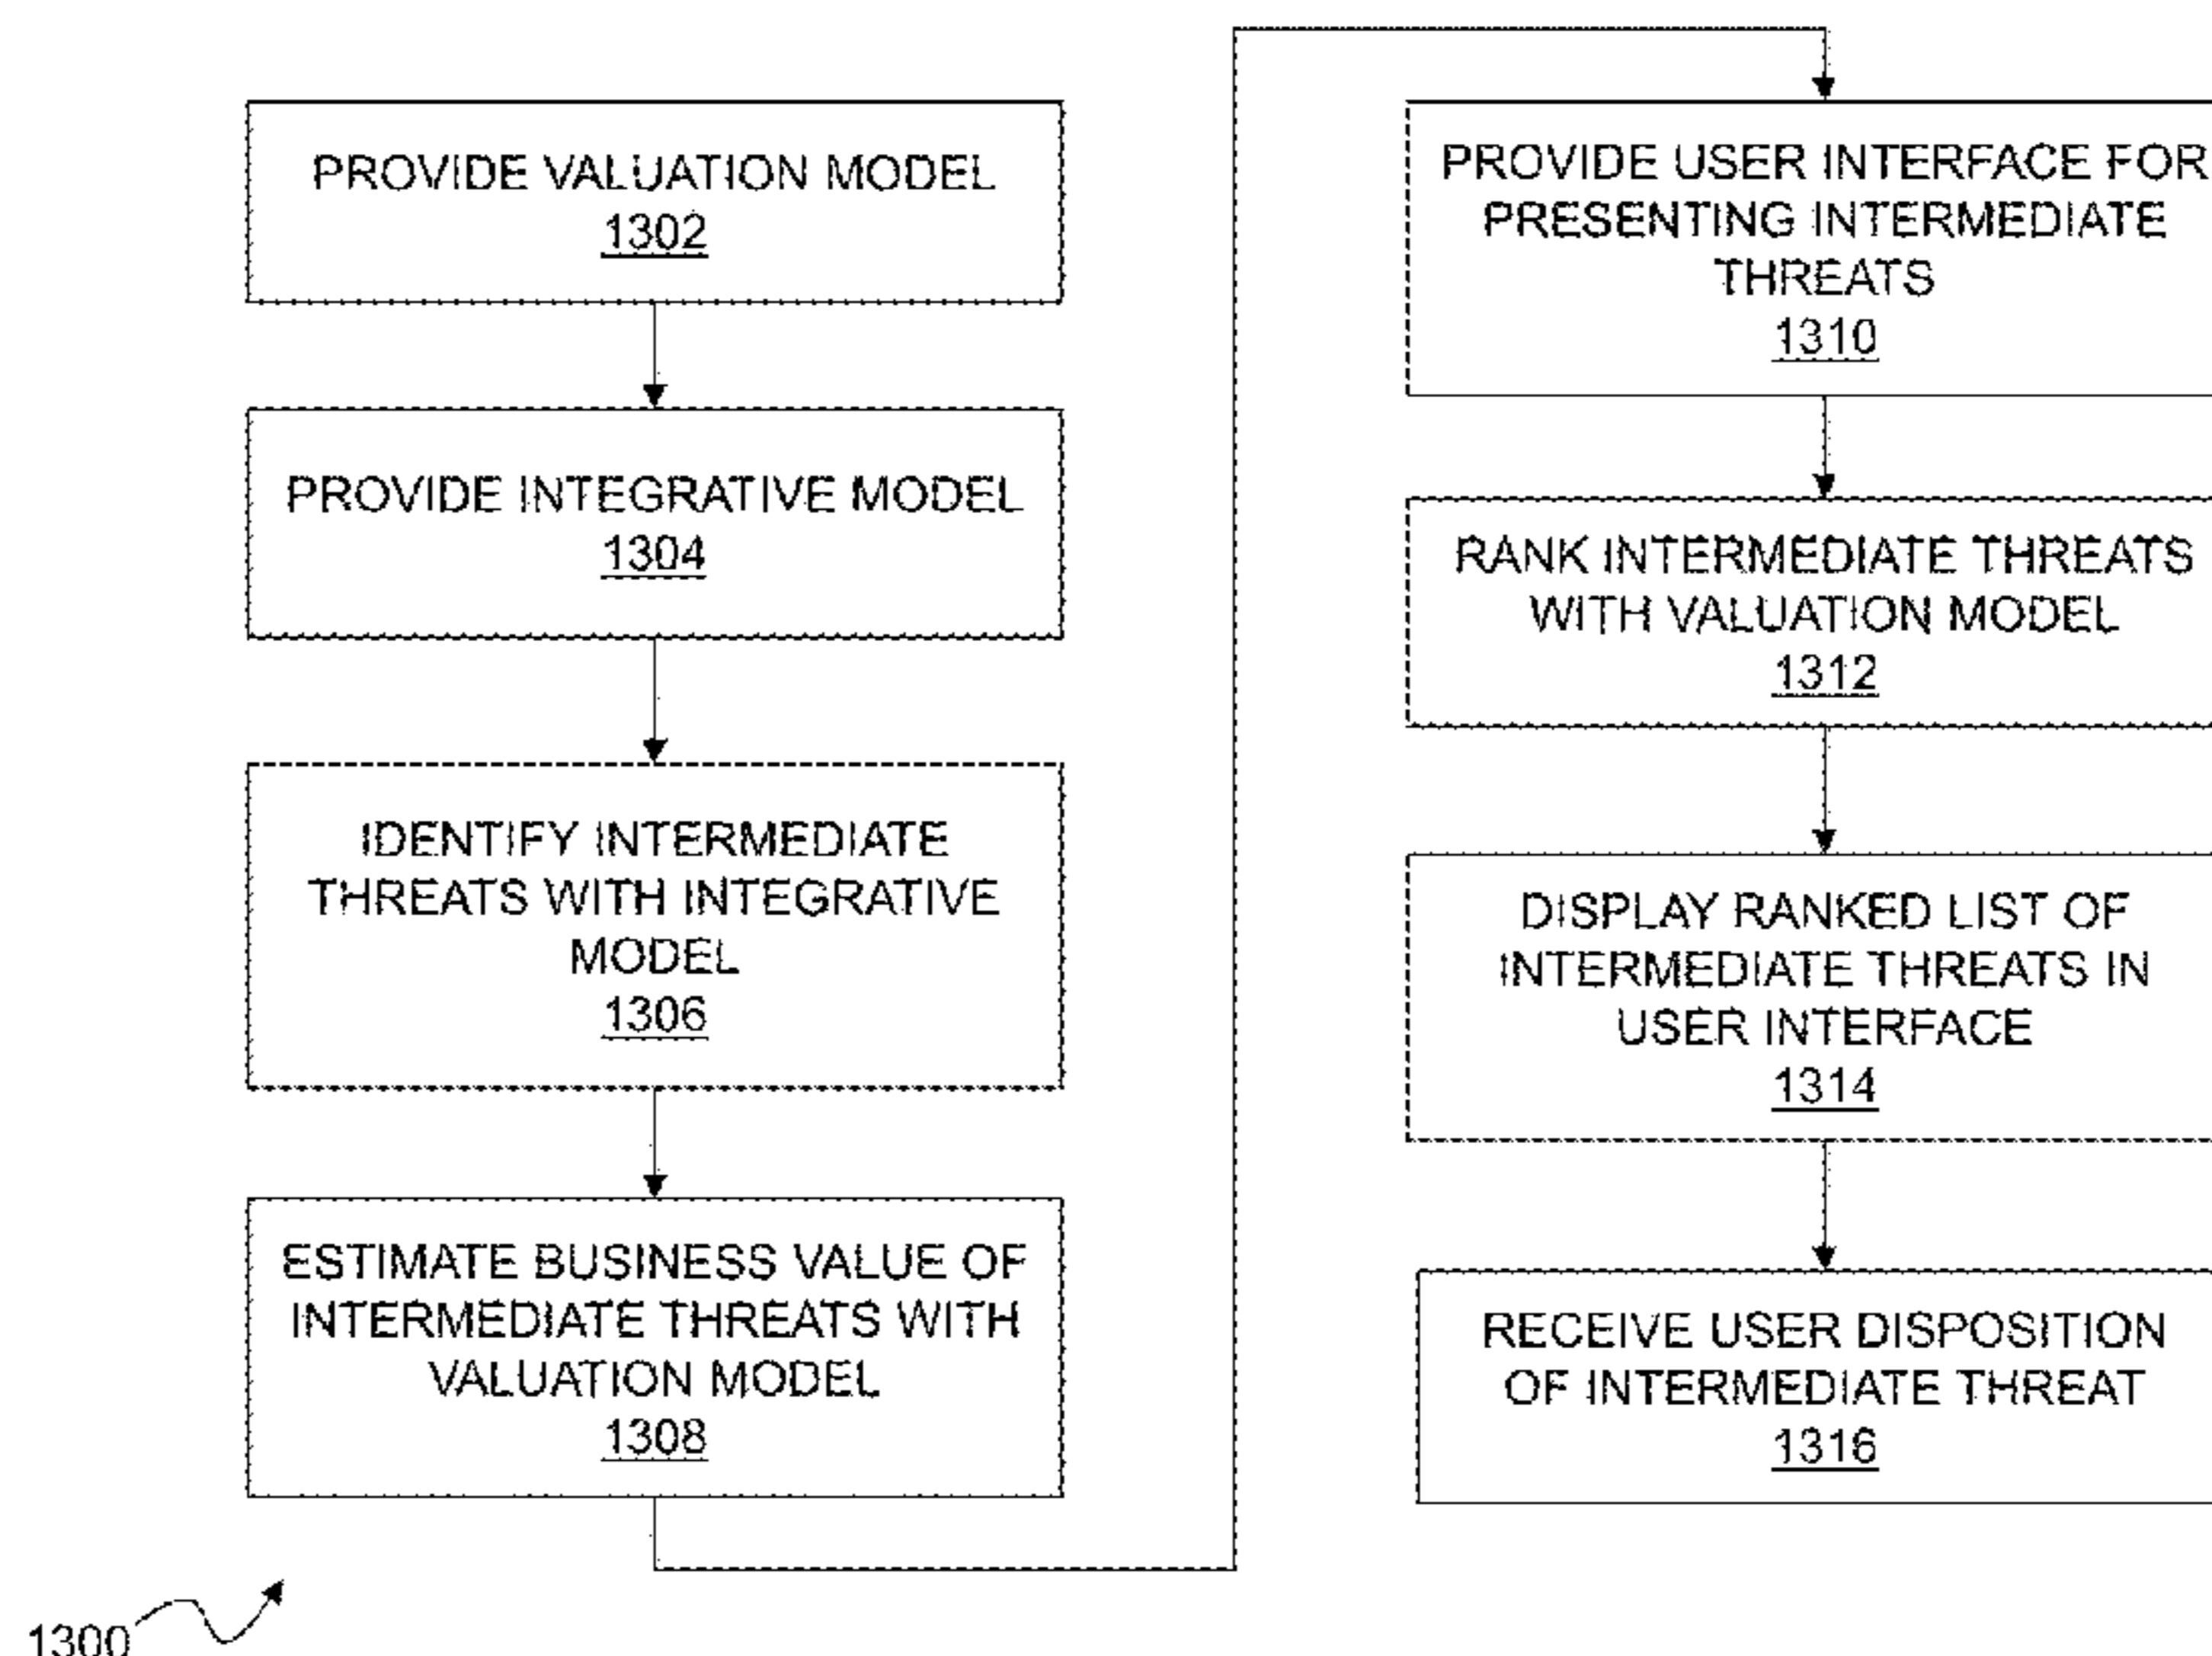 PROVIDE VALUATION MODEL
1302
PROVIDE INTEGRATIVE MODEL
1304
IDENTIFY INTERMEDIATE
THREATS WITH INTEGRATIVE
MODEL
1306
ESTIMATE BUSINESS VALUE OF
INTERMEDIATE THREATS WITH
VALUATION MODEL
1308
PROVIDE USER INTERFACE FOR
PRESENTING INTERMEDIATE
THREATS
1310
RANK INTERMEDIATE THREATS
WITH VALUATION MODEL
1312
DISPLAY RANKED LIST OF
INTERMEDIATE THREATS IN
USER INTERFACE
1314
RECEIVE USER DISPOSITION
OF INTERMEDIATE THREAT
1316
1300